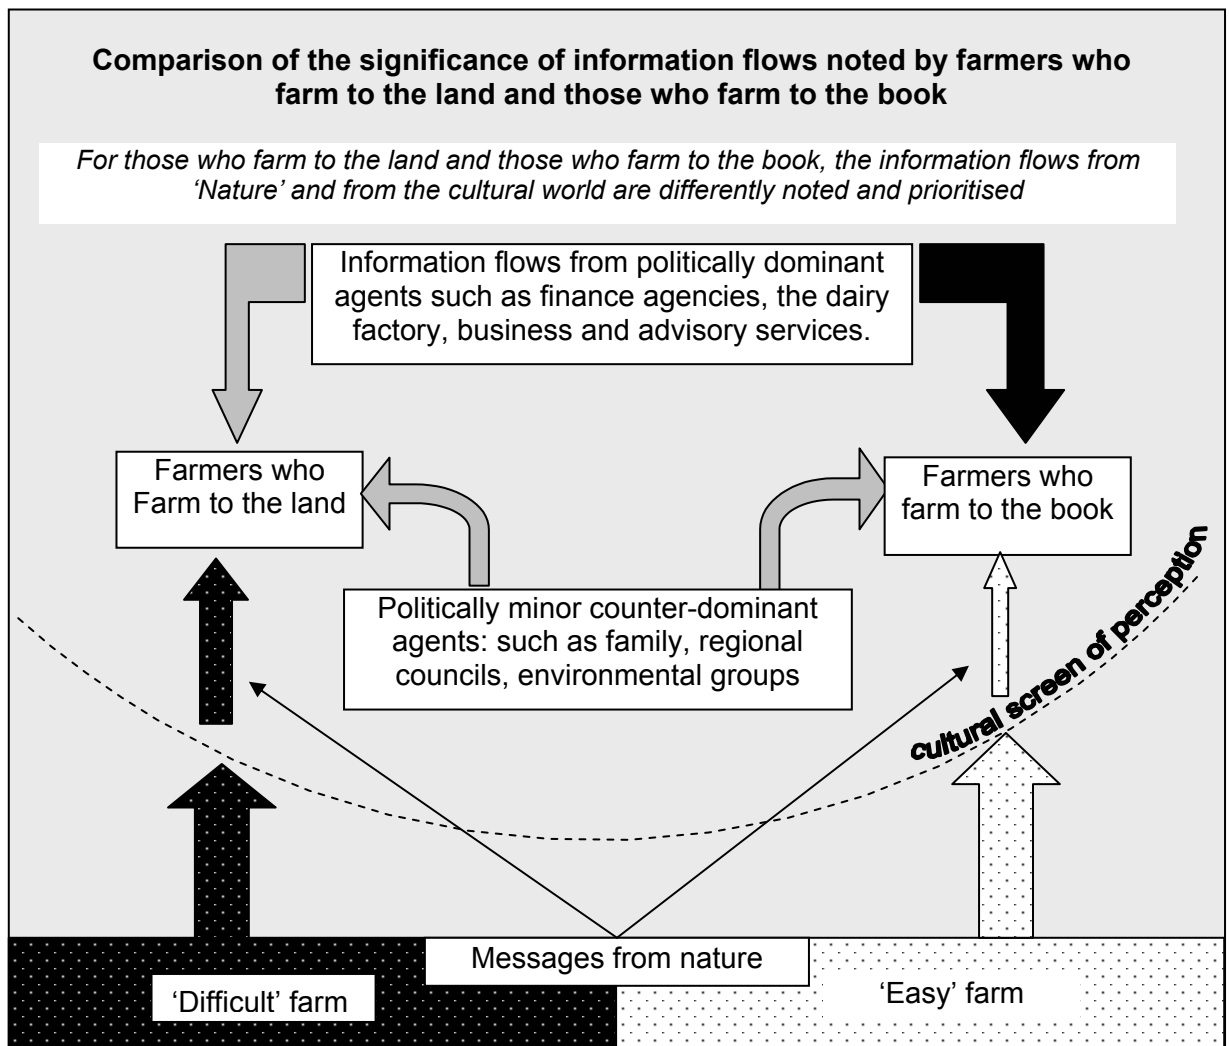 Comparison of the significance of information flows noted by farmers who
farm to the land and those who farm to the book
For those who farm to the land and those who farm to the book, the information flows from
‘Nature’ and from the cultural world are differently noted and prioritised
Information flows from politically dominant
agents such as finance agencies, the dairy
factory, business and advisory services.
Farmers who
Farm to the land
Farmers who
farm to the book
Politically minor counter-dominant
agents: such as family, regional
councils, environmental groups
cultural screen of perception
Messages from nature
‘Difficult’ farm
‘Easy’ farm